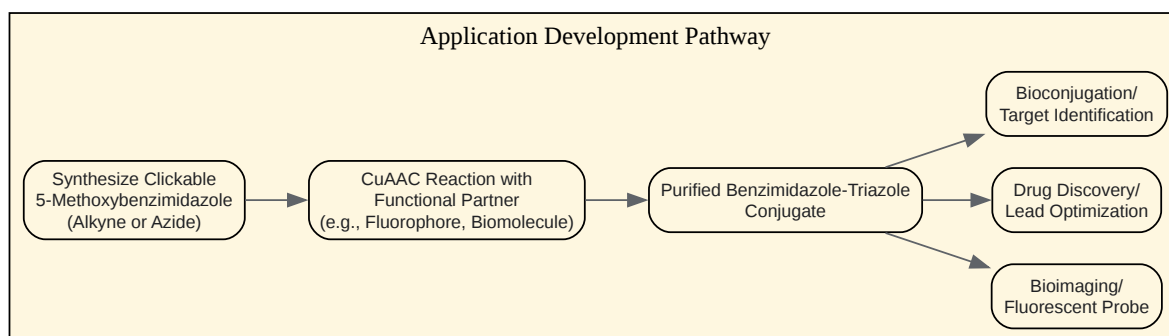 Application Development Pathway
Synthesize Clickable
5-Methoxybenzimidazole
(Alkyne or Azide)
CuAAC Reaction with
Functional Partner
(e.g., Fluorophore, Biomolecule)
Purified Benzimidazole-Triazole
Conjugate
Bioconjugation/
Target Identification
Drug Discovery/
Lead Optimization
Bioimaging/
Fluorescent Probe